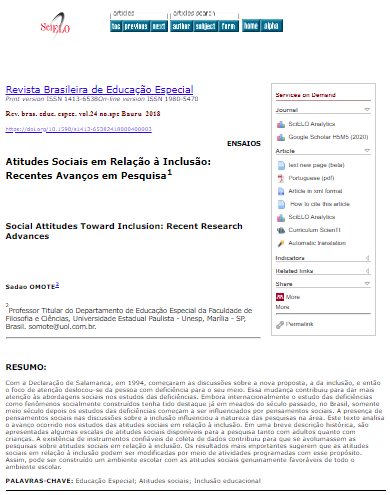 SciELO
articles
articles search
toc previous next author subject form home alpha
Revista Brasileira de Educação Especial
Print version ISSN 1413-6538On-line version ISSN 1980-5470
Rev. bras. educ. espec. vol.24 no.spe Bauru 2018
https://doi.org/10.1590/s1413-65382418000400003
ENSAIOS
Atitudes Sociais em Relação à Inclusão:
Recentes Avanços em Pesquisa1
Social Attitudes Toward Inclusion: Recent Research
Advances
Sadao OMOTE2
2
Professor Titular do Departamento de Educação Especial da Faculdade de
Filosofia e Ciências, Universidade Estadual Paulista - Unesp, Marília - SP,
Brasil. somote@uol.com.br.
Services on Demand
Journal
SciELO Analytics
Google Scholar H5M5 (2020)
Article
text new page (beta)
Portuguese (pdf)
Article in xml format
How to cite this article
SciELO Analytics
Curriculum ScienTI
Automatic translation
Indicators
Related links
Share
More
More
Permalink
RESUMO:
Com a Declaração de Salamanca, em 1994, começaram as discussões sobre a nova proposta, a da inclusão, e então
o foco de atenção deslocou-se da pessoa com deficiência para o seu meio. Essa mudança contribuiu para dar mais
atenção às abordagens sociais nos estudos das deficiências. Embora internacionalmente o estudo das deficiências
como fenômenos socialmente construídos tenha tido destaque já em meados do século passado, no Brasil, somente
meio século depois os estudos das deficiências começam a ser influenciados por pensamentos sociais. A presença de
pensamentos sociais nas discussões sobre a inclusão influenciou a natureza das pesquisas na área. Este texto analisa
o avanço ocorrido nos estudos das atitudes sociais em relação à inclusão. Em uma breve descrição histórica, são
apresentadas algumas escalas de atitudes sociais disponíveis para a pesquisa tanto com adultos quanto com
crianças. A existência de instrumentos confiáveis de coleta de dados contribuiu para que se avolumassem as
pesquisas sobre atitudes sociais em relação à inclusão. Os resultados mais importantes sugerem que as atitudes
sociais em relação à inclusão podem ser modificadas por meio de atividades programadas com esse propósito.
Assim, pode ser construído um ambiente escolar com as atitudes sociais genuinamente favoráveis de todo o
ambiente escolar.
PALAVRAS-CHAVE: Educação Especial; Atitudes sociais; Inclusão educacional